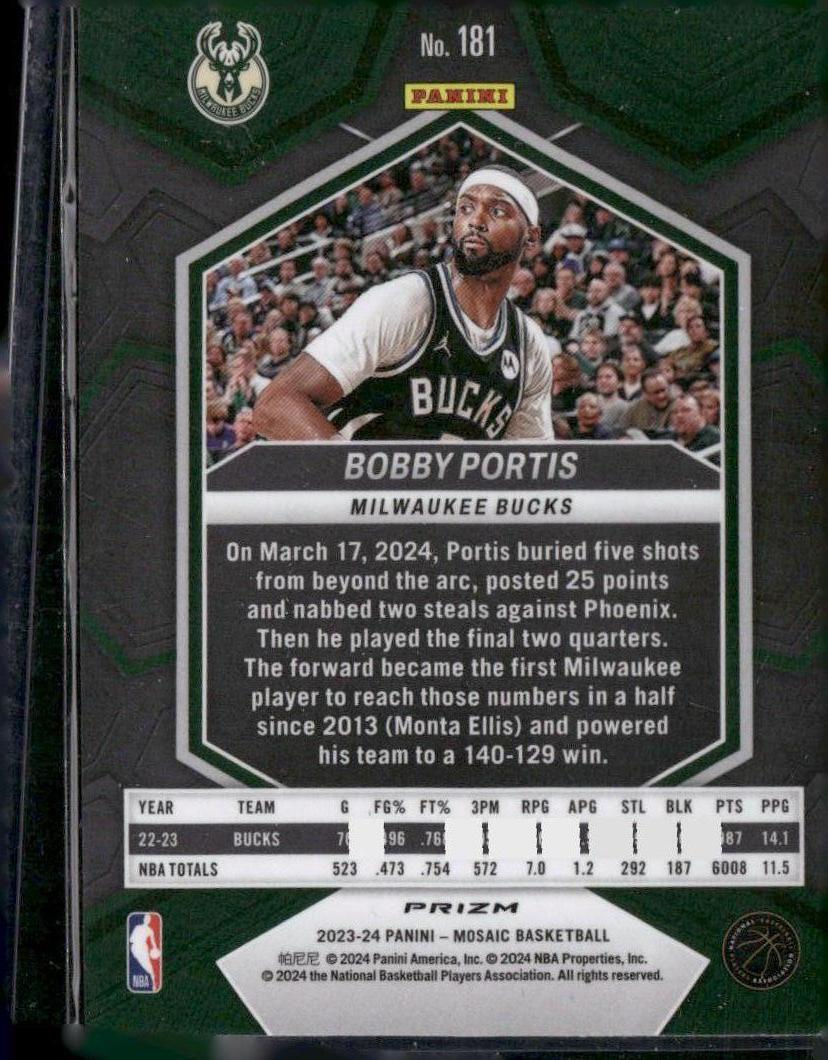 No. 181
MILWAUKEE BUCKS
PANINI
BUCKS
BOBBY PORTIS
MILWAUKEE BUCKS
On March 17, 2024, Portis buried five shots
from beyond the arc, posted 25 points
and nabbed two steals against Phoenix.
Then he played the final two quarters.
The forward became the first Milwaukee
player to reach those numbers in a half
since 2013 (Monta Ellis) and powered
his team to a 140-129 win.
YEAR TEAM G FG% FT% 3PM RPG APG STL BLK PTS PPG
22-23 BUCKS 14.1
NBA TOTALS 523 .473 .754 572 7.0 1.2 292 187 6008 11.5
PRIZM
2023-24 PANINI – MOSAIC BASKETBALL
帕尼尼 © 2024 Panini America, Inc. © 2024 NBA Properties, Inc.
© 2024 the National Basketball Players Association. All rights reserved.
NBA